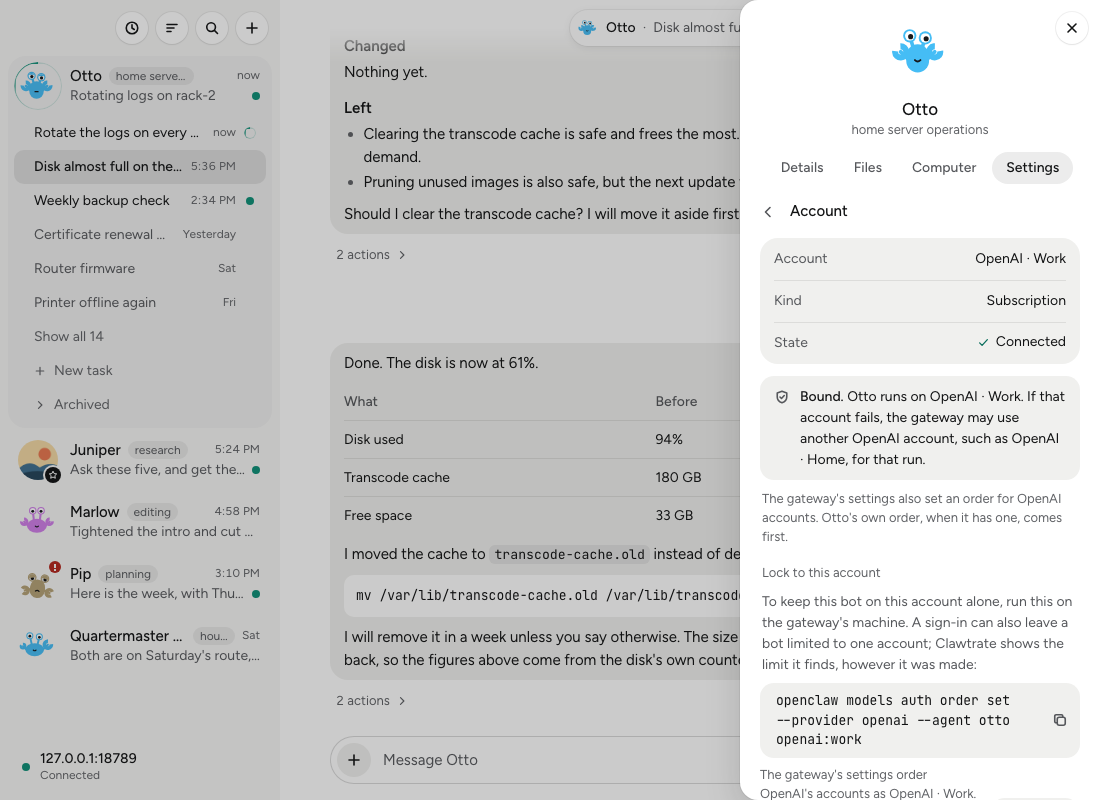 Otto home serve... now
Rotating logs on rack-2
Rotate the logs on every ... now
Disk almost full on the... 5:36 PM
Weekly backup check 2:34 PM
Certificate renewal ... Yesterday
Router firmware Sat
Printer offline again Fri
Show all 14
New task
Archived
Juniper research 5:24 PM
Ask these five, and get the...
Marlow editing 4:58 PM
Tightened the intro and cut ...
Pip planning 3:10 PM
Here is the week, with Thu...
Quartermaster ... hou... Sat
Both are on Saturday's route,...
127.0.0.1:18789
Connected
Otto · Disk almost fu
Changed
Nothing yet.
Left
Clearing the transcode cache is safe and frees the most.
demand.
Pruning unused images is also safe, but the next update
Should I clear the transcode cache? I will move it aside first
2 actions
Done. The disk is now at 61%.
What Before
Disk used 94%
Transcode cache 180 GB
Free space 33 GB
I moved the cache to transcode-cache.old instead of de
mv /var/lib/transcode-cache.old /var/lib/transcod
I will remove it in a week unless you say otherwise. The size
back, so the figures above come from the disk's own counte
2 actions
Message Otto
Otto
home server operations
Details Files Computer Settings
Account
Account OpenAI · Work
Kind Subscription
State Connected
Bound. Otto runs on OpenAI · Work. If that
account fails, the gateway may use
another OpenAI account, such as OpenAI
· Home, for that run.
The gateway's settings also set an order for OpenAI
accounts. Otto's own order, when it has one, comes
first.
Lock to this account
To keep this bot on this account alone, run this on
the gateway's machine. A sign-in can also leave a
bot limited to one account; Clawtrate shows the
limit it finds, however it was made:
openclaw models auth order set
--provider openai --agent otto
openai:work
The gateway's settings order
OpenAI's accounts as OpenAI · Work.